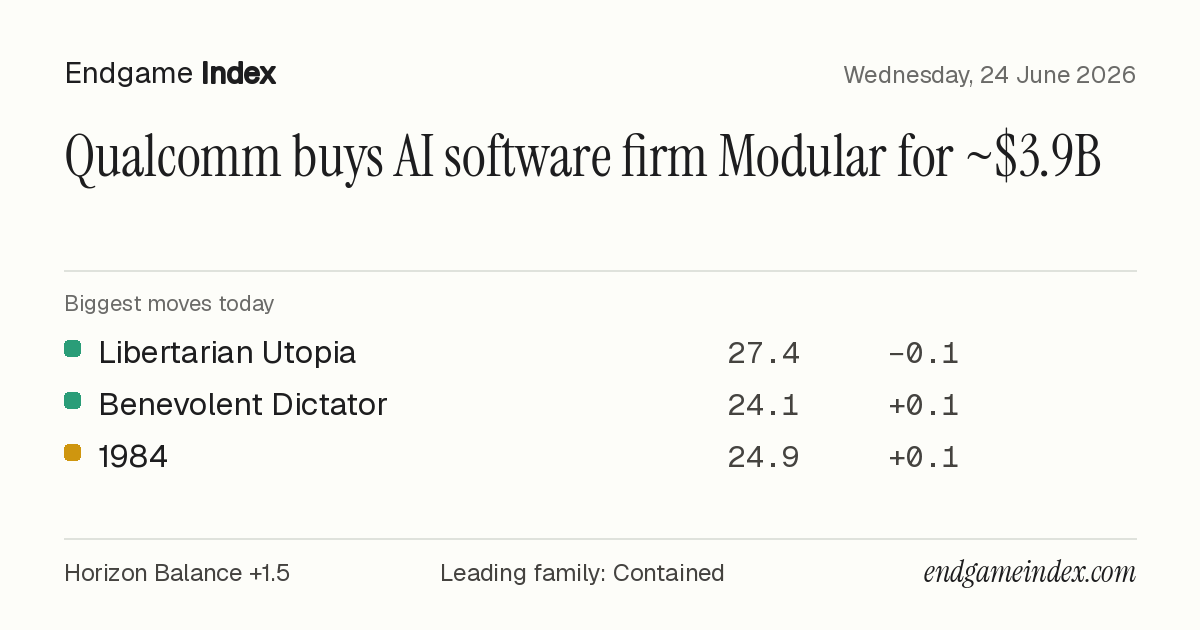 Endgame Index
Wednesday, 24 June 2026
Qualcomm buys AI software firm Modular for ~$3.9B
Biggest moves today
Libertarian Utopia 27.4 −0.1
Benevolent Dictator 24.1 +0.1
1984 24.9 +0.1
Horizon Balance +1.5
Leading family: Contained
endgameindex.com